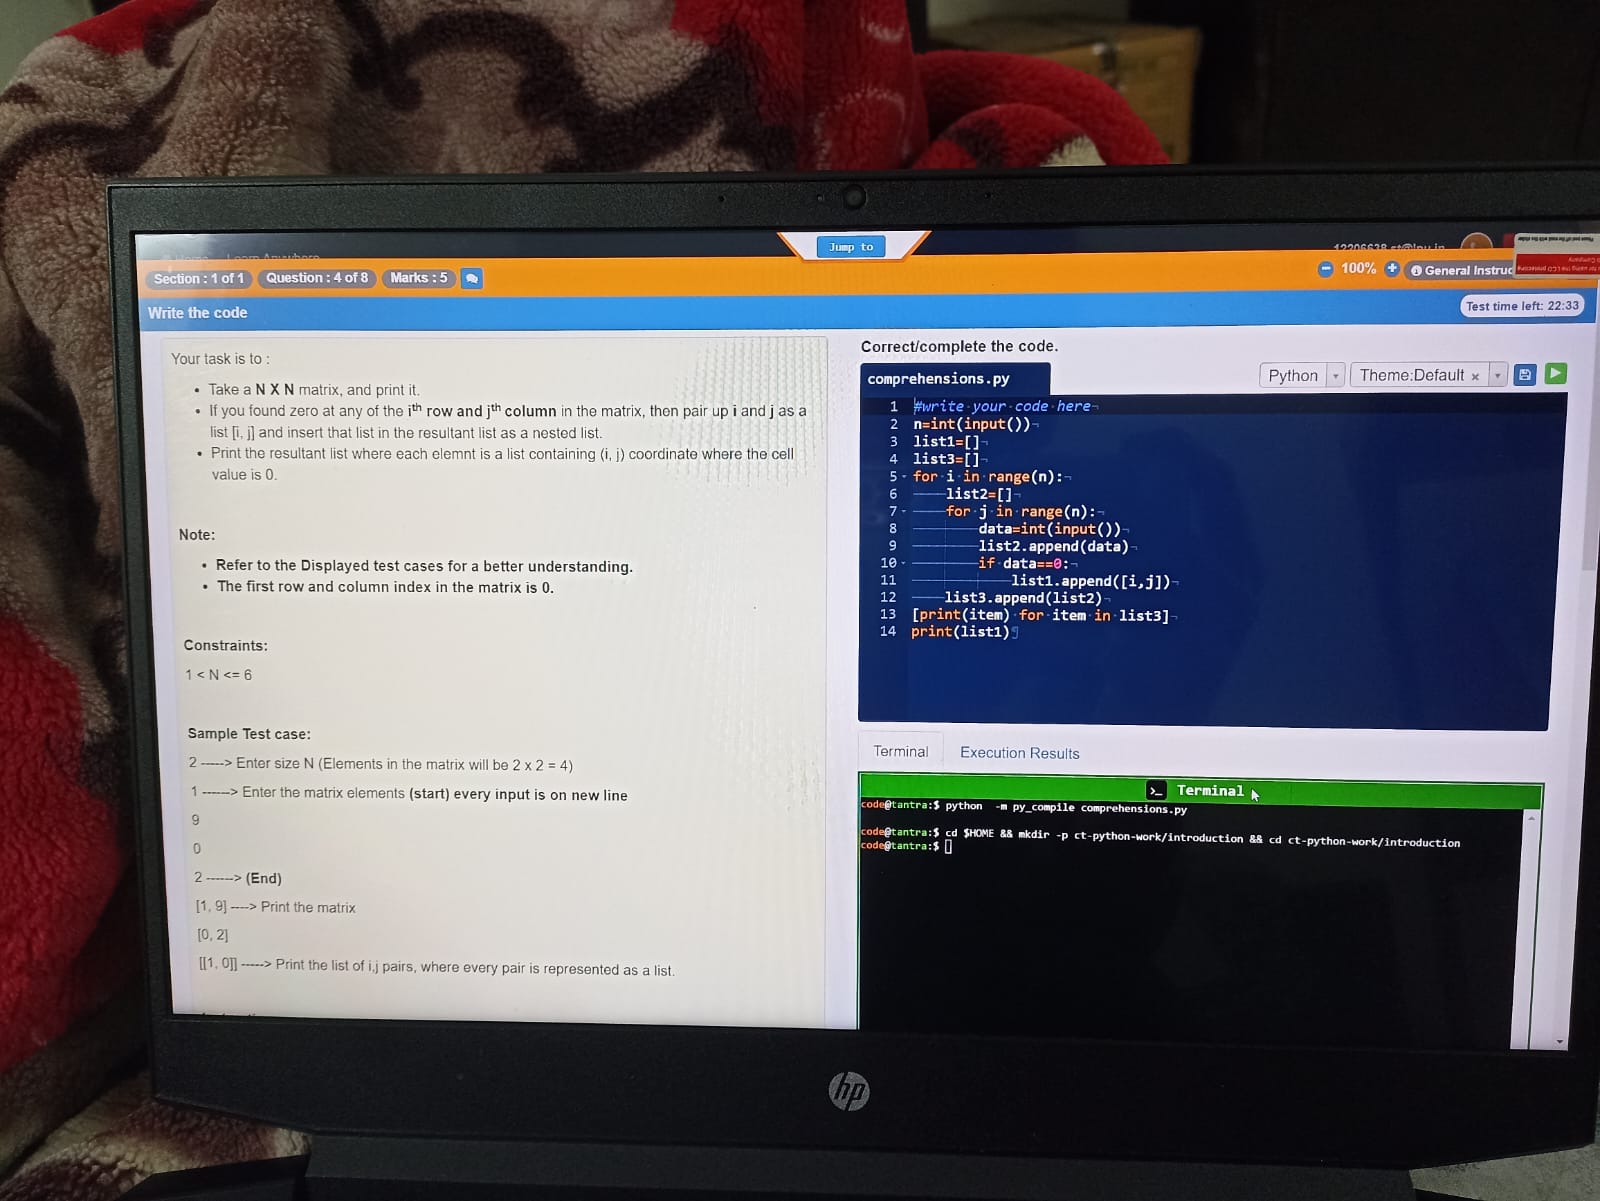 Jump to
Section : 1 of 1 Question : 4 of 8 Marks : 5
100% General Instruc
Write the code
Test time left: 22:33
Your task is to :
• Take a N X N matrix, and print it.
• If you found zero at any of the ith row and jth column in the matrix, then pair up i and j as a
list [i, j] and insert that list in the resultant list as a nested list.
• Print the resultant list where each elemnt is a list containing (i, j) coordinate where the cell
value is 0.
Note:
• Refer to the Displayed test cases for a better understanding.
• The first row and column index in the matrix is 0.
Constraints:
1 < N <= 6
Sample Test case:
2 -----> Enter size N (Elements in the matrix will be 2 x 2 = 4)
1 ------> Enter the matrix elements (start) every input is on new line
9
0
2 ------> (End)
[1, 9] ----> Print the matrix
[0, 2]
[[1, 0]] -----> Print the list of i,j pairs, where every pair is represented as a list.
Correct/complete the code.
comprehensions.py
Python Theme:Default ×
1 #write your code here
2 n=int(input())
3 list1=[]
4 list3=[]
5 for i in range(n):
6 list2=[]
7 for j in range(n):
8 data=int(input())
9 list2.append(data)
10 if data==0:
11 list1.append([i,j])
12 list3.append(list2)
13 [print(item) for item in list3]
14 print(list1)
Terminal Execution Results
>_ Terminal
code@tantra:$ python -m py_compile comprehensions.py
code@tantra:$ cd $HOME && mkdir -p ct-python-work/introduction && cd ct-python-work/introduction
code@tantra:$
hp